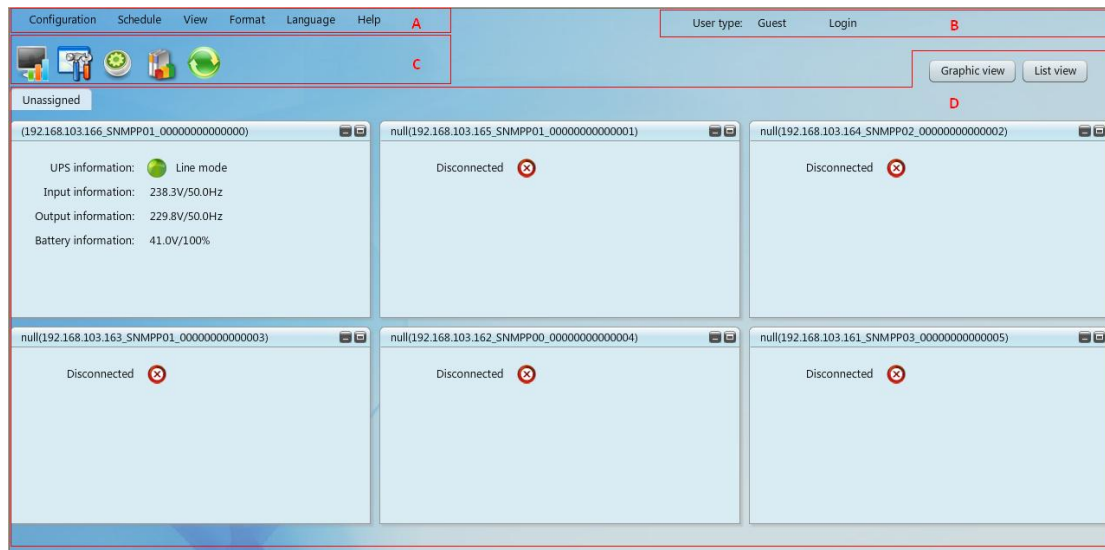 Configuration Schedule View Format Language Help A User type: Guest Login B
C Graphic view List view
Unassigned D
(192.168.103.166_SNMPP01_00000000000000) null(192.168.103.165_SNMPP01_00000000000001) null(192.168.103.164_SNMPP02_00000000000002)
UPS information: Line mode Disconnected Disconnected
Input information: 238.3V/50.0Hz
Output information: 229.8V/50.0Hz
Battery information: 41.0V/100%
null(192.168.103.163_SNMPP01_00000000000003) null(192.168.103.162_SNMPP00_00000000000004) null(192.168.103.161_SNMPP03_00000000000005)
Disconnected Disconnected Disconnected